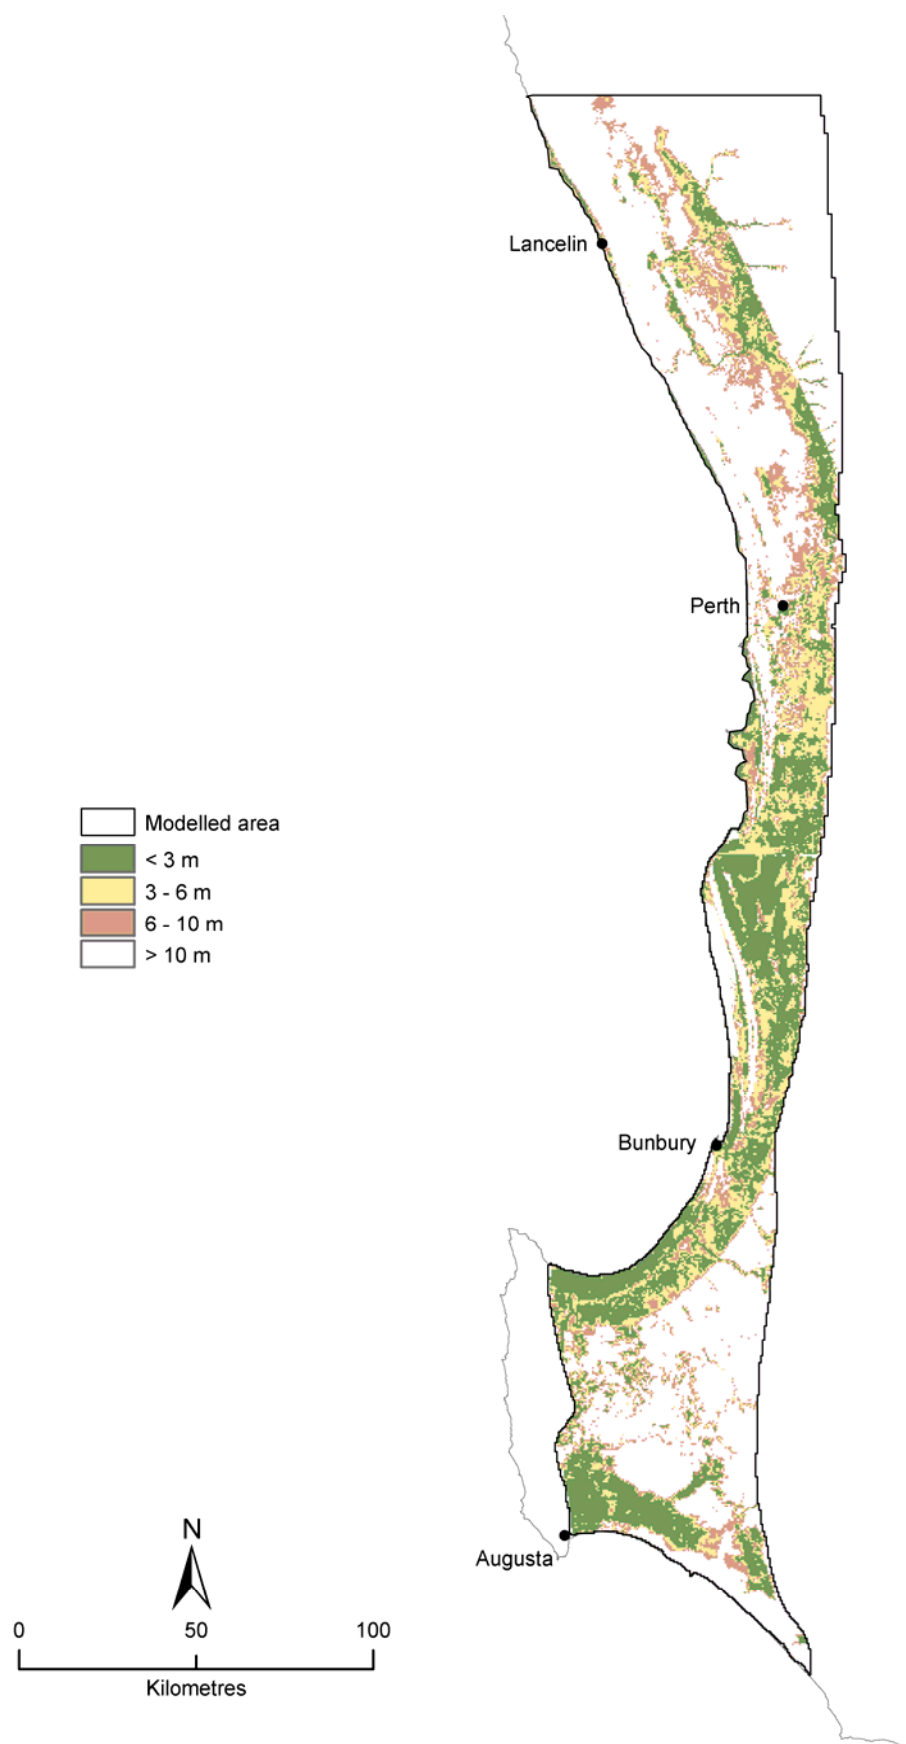 Lancelin
Perth
Modelled area
< 3 m
3 - 6 m
6 - 10 m
> 10 m
Bunbury
N
Augusta
0 50 100
Kilometres